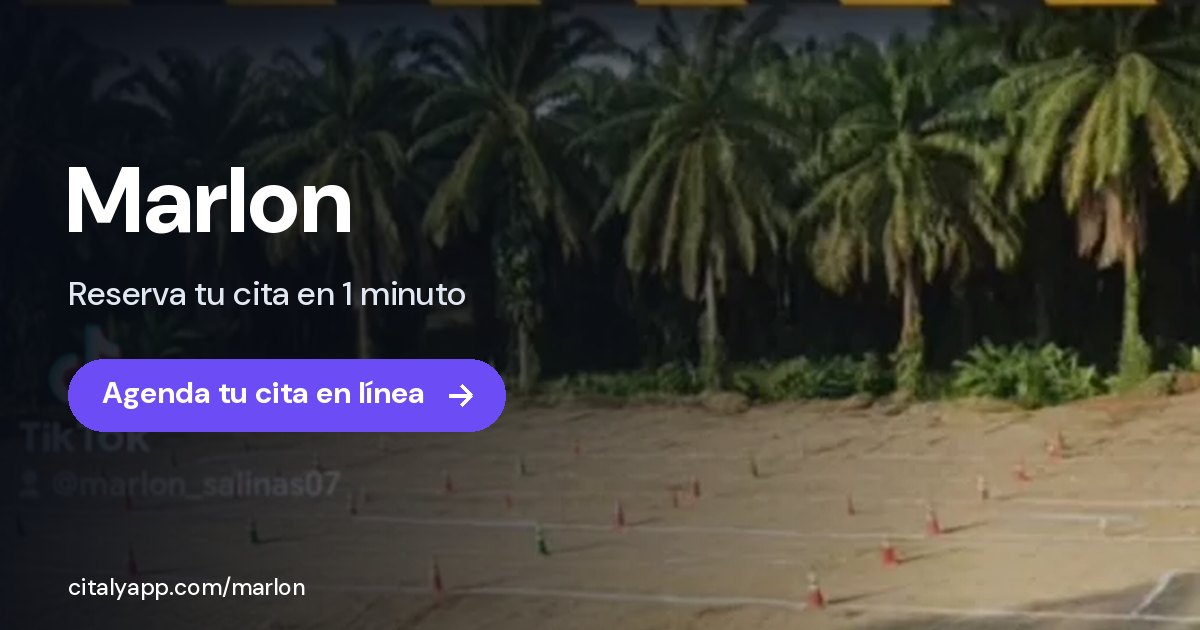 Marlon
Reserva tu cita en 1 minuto
Agenda tu cita en línea →
TikTok
@marlon_salinas07
citalyapp.com/marlon